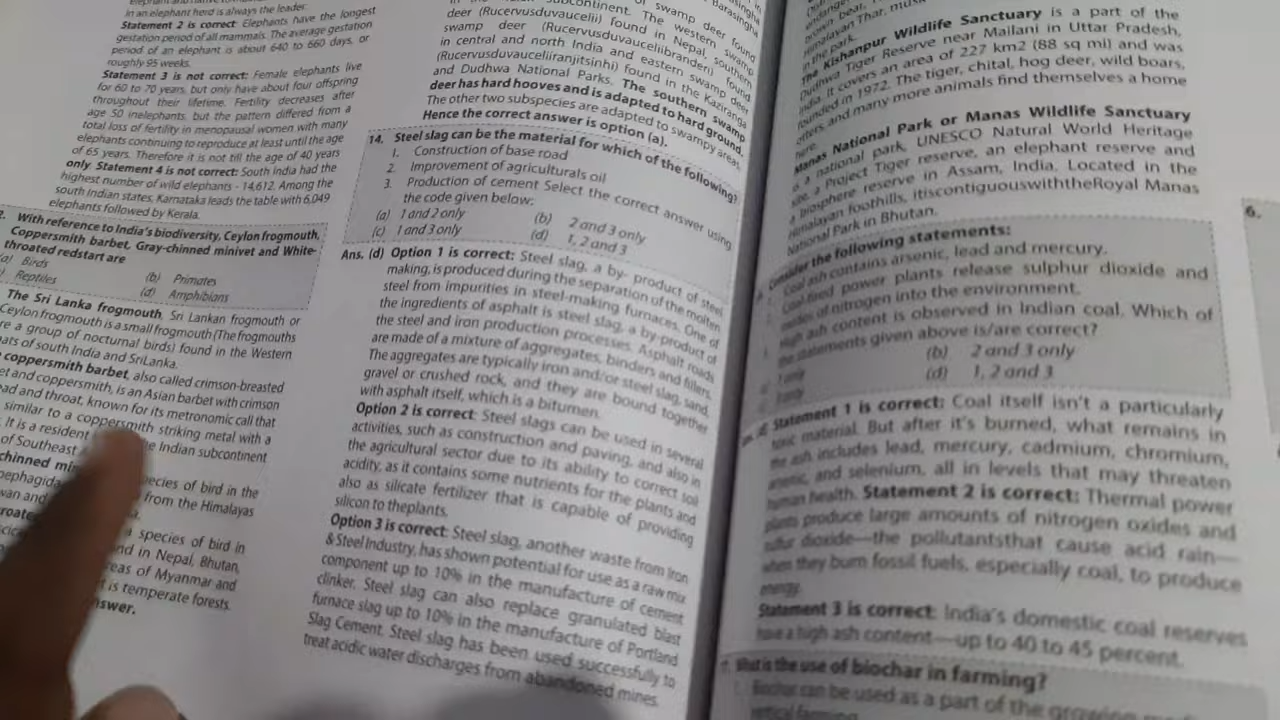 in an elephant herd is always the leader.
Statement 2 is correct: Elephants have the longest
gestation period of all mammals. The average gestation
period of an elephant is about 640 to 660 days, or
roughly 95 weeks.
Statement 3 is not correct: Female elephants live
for 60 to 70 years, but only have about four offspring
throughout their lifetime. Fertility decreases after
age 50 inelephants, but the pattern differed from a
total loss of fertility in menopausal women with many
elephants continuing to reproduce at least until the age
of 65 years. Therefore it is not till the age of 40 years
only. Statement 4 is not correct: South India had the
highest number of wild elephants - 14,612. Among the
south Indian states, Karnataka leads the table with 6,049
elephants followed by Kerala.
With reference to India's biodiversity, Ceylon frogmouth,
Coppersmith barbet, Gray-chinned minivet and White-
throated redstart are
Birds
(b) Primates
Reptiles
(d) Amphibians
The Sri Lanka frogmouth, Sri Lankan frogmouth or
Ceylon frogmouth is a small frogmouth (The frogmouths
are a group of nocturnal birds) found in the Western
of south India and SriLanka.
coppersmith barbet, also called crimson-breasted
and coppersmith, is an Asian barbet with crimson
and throat, known for its metronomic call that
similar to a coppersmith striking metal with a
It is a resident Indian subcontinent
of Southeast
chinned species of bird in the
from the Himalayas
a species of bird in
in Nepal, Bhutan,
of Myanmar and
is temperate forests.
swamp deer found
deer (Rucervusduvaucelii) found in the western swamp
swamp deer (Rucervusduvauceliibranderi) found in Nepal, southern
in central and north India and eastern swamp deer
(Rucervusduvauceliiranjitsinhi) found in the Kaziranga
and Dudhwa National Parks. The southern swamp
deer has hard hooves and is adapted to hard ground.
The other two subspecies are adapted to swampy areas.
Hence the correct answer is option (a).
14. Steel slag can be the material for which of the following?
1. Construction of base road
2. Improvement of agriculturals oil
3. Production of cement Select the correct answer using
the code given below:
(a) 1 and 2 only
(b) 2 and 3 only
(c) 1 and 3 only
(d) 1, 2 and 3
Ans. (d) Option 1 is correct: Steel slag, a by- product of steel
making, is produced during the separation of the molten
steel from impurities in steel-making furnaces. One of
the ingredients of asphalt is steel slag, a by-product of
the steel and iron production processes. Asphalt roads
are made of a mixture of aggregates, binders and fillers.
The aggregates are typically iron and/or steel slag, sand,
gravel or crushed rock, and they are bound together
with asphalt itself, which is a bitumen.
Option 2 is correct: Steel slags can be used in several
activities, such as construction and paving, and also in
the agricultural sector due to its ability to correct soil
acidity, as it contains some nutrients for the plants and
also as silicate fertilizer that is capable of providing
silicon to theplants.
Option 3 is correct: Steel slag, another waste from Iron
& Steel Industry, has shown potential for use as a raw mix
component up to 10% in the manufacture of cement
clinker. Steel slag can also replace granulated blast
furnace slag up to 10% in the manufacture of Portland
Slag Cement. Steel slag has been used successfully to
treat acidic water discharges from abandoned mines.
in the park.
The Kishanpur Wildlife Sanctuary is a part of the
Dudhwa Tiger Reserve near Mailani in Uttar Pradesh,
India. It covers an area of 227 km2 (88 sq mi) and was
founded in 1972. The tiger, chital, hog deer, wild boars,
and many more animals find themselves a home
here.
Manas National Park or Manas Wildlife Sanctuary
is a national park, UNESCO Natural World Heritage
site, a Project Tiger reserve, an elephant reserve and
a biosphere reserve in Assam, India. Located in the
Himalayan foothills, itiscontiguouswiththeRoyal Manas
National Park in Bhutan.
Consider the following statements:
Coal ash contains arsenic, lead and mercury.
Coal-fired power plants release sulphur dioxide and
oxides of nitrogen into the environment.
High ash content is observed in Indian coal. Which of
the statements given above is/are correct?
(b) 2 and 3 only
(d) 1, 2 and 3
Statement 1 is correct: Coal itself isn't a particularly
toxic material. But after it's burned, what remains in
the ash includes lead, mercury, cadmium, chromium,
arsenic, and selenium, all in levels that may threaten
human health. Statement 2 is correct: Thermal power
plants produce large amounts of nitrogen oxides and
sulfur dioxide—the pollutantsthat cause acid rain—
when they burn fossil fuels, especially coal, to produce
energy.
Statement 3 is correct: India's domestic coal reserves
have a high ash content—up to 40 to 45 percent.
What is the use of biochar in farming?
Biochar can be used as a part of the growing
6.